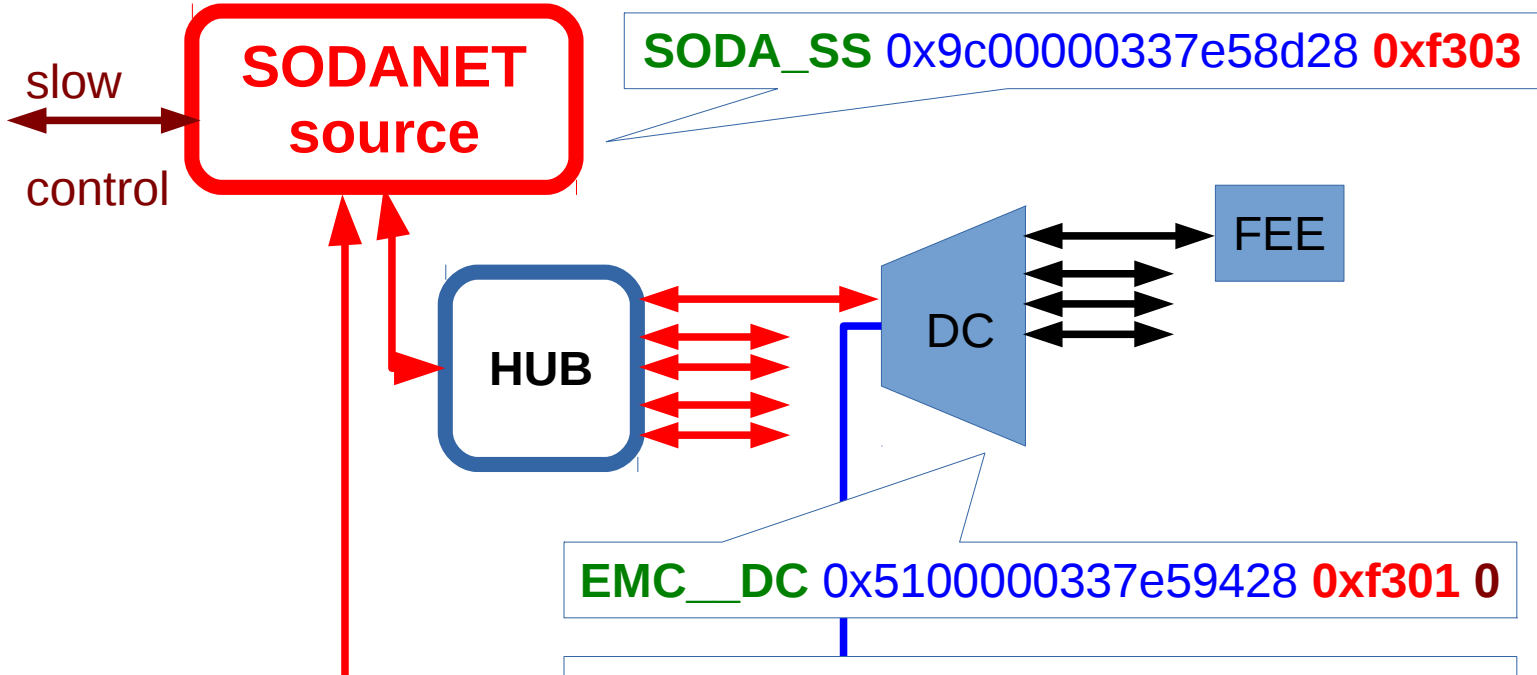 SODA_SS 0x9c00000337e58d28 0xf303
SODANET
source
slow
control
FEE
DC
HUB
EMC__DC 0x5100000337e59428 0xf301 0